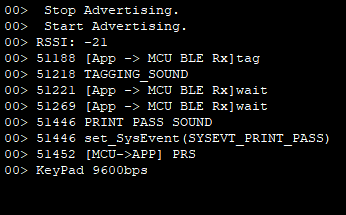 00>  Stop Advertising.
00>  Start Advertising.
00> RSSI: -21
00> 51188 [App -> MCU BLE Rx]tag
00> 51218 TAGGING_SOUND
00> 51221 [App -> MCU BLE Rx]wait
00> 51269 [App -> MCU BLE Rx]wait
00> 51446 PRINT PASS SOUND
00> 51446 set_SysEvent(SYSEVT_PRINT_PASS)
00> 51452 [MCU->APP] PRS
00> KeyPad 9600bps